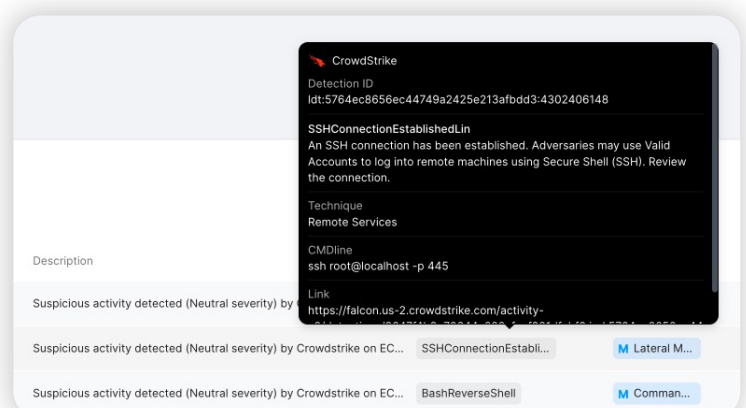 CrowdStrike
Detection ID
ldt:5764ec8656ec44749a2425e213afbdd3:4302406148
SSHConnectionEstablishedLin
An SSH connection has been established. Adversaries may use Valid
Accounts to log into remote machines using Secure Shell (SSH). Review
the connection.
Technique
Remote Services
CMDline
ssh root@localhost -p 445
Link
https://falcon.us-2.crowdstrike.com/activity-
Description
Suspicious activity detected (Neutral severity) by C
Suspicious activity detected (Neutral severity) by Crowdstrike on EC... SSHConnectionEstabli... M Lateral M...
Suspicious activity detected (Neutral severity) by Crowdstrike on EC... BashReverseShell M Comman...